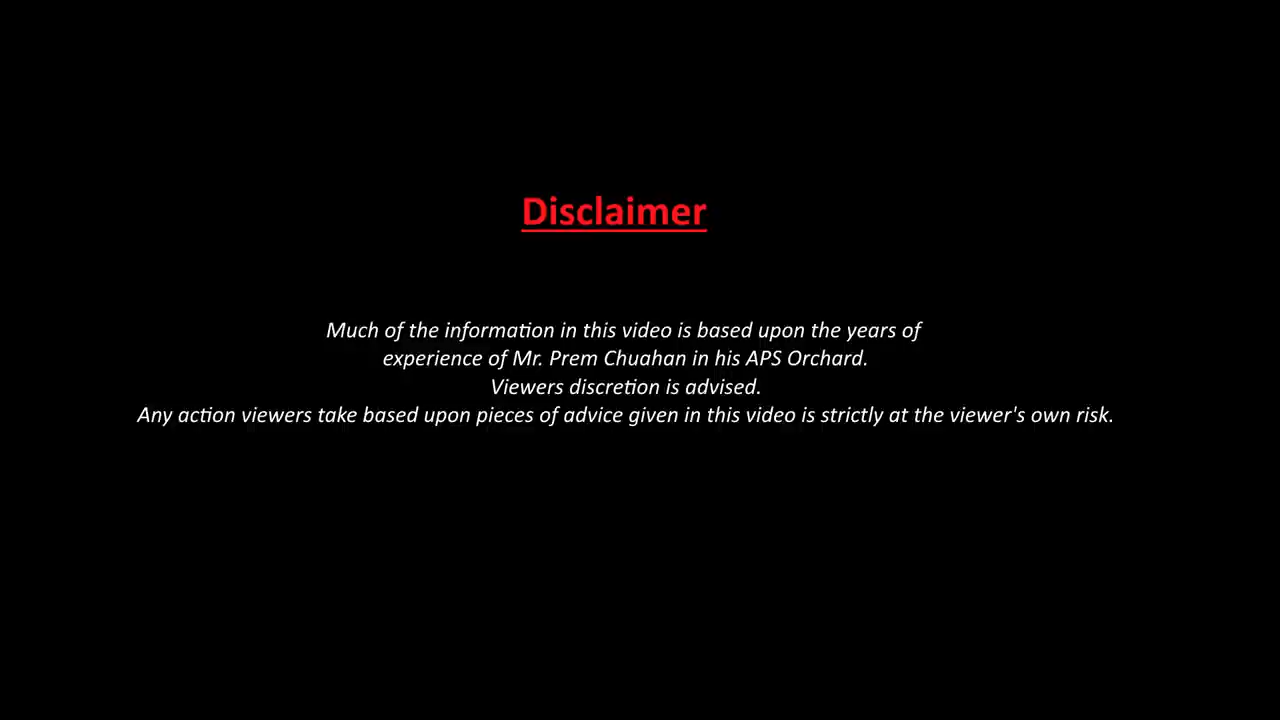 Disclaimer
Much of the information in this video is based upon the years of
experience of Mr. Prem Chuahan in his APS Orchard.
Viewers discretion is advised.
Any action viewers take based upon pieces of advice given in this video is strictly at the viewer's own risk.